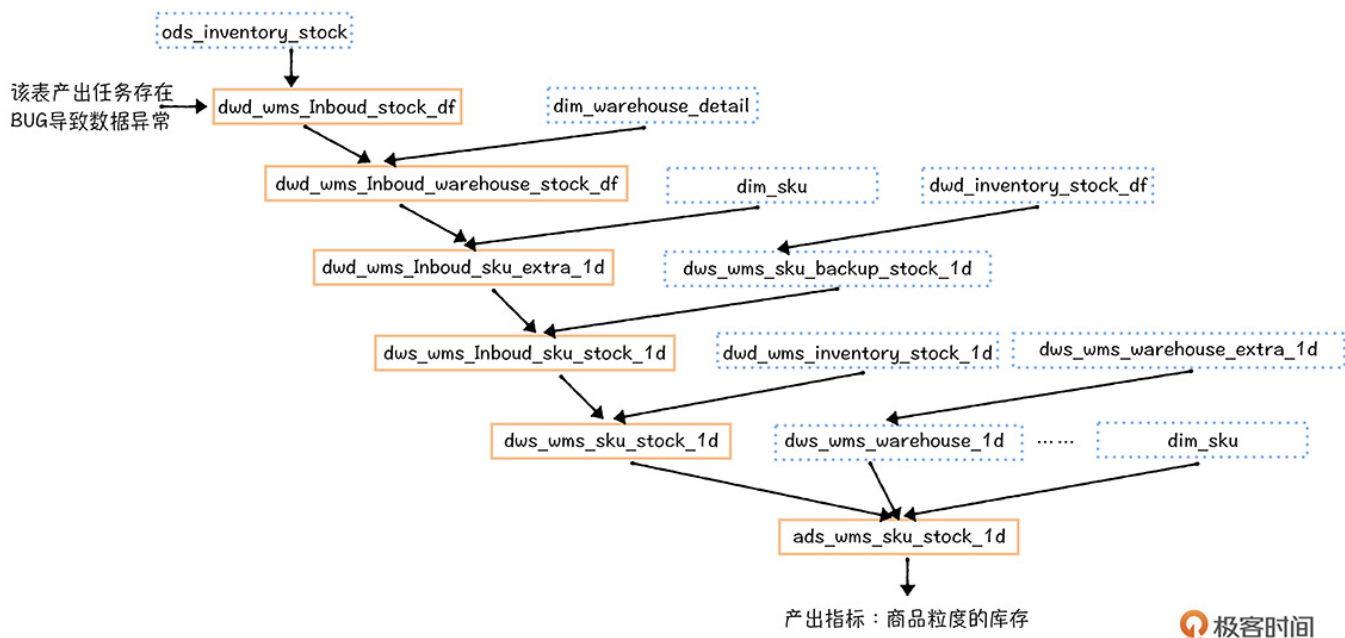 ods_inventory_stock
该表产出任务存在
BUG导致数据异常
dwd_wms_Inboud_stock_df
dim_warehouse_detail
dwd_wms_Inboud_warehouse_stock_df
dim_sku
dwd_inventory_stock_df
dwd_wms_Inboud_sku_extra_1d
dws_wms_sku_backup_stock_1d
dws_wms_Inboud_sku_stock_1d
dwd_wms_inventory_stock_1d
dws_wms_warehouse_extra_1d
dws_wms_sku_stock_1d
dws_wms_warehouse_1d
……
dim_sku
ads_wms_sku_stock_1d
产出指标：商品粒度的库存
极客时间